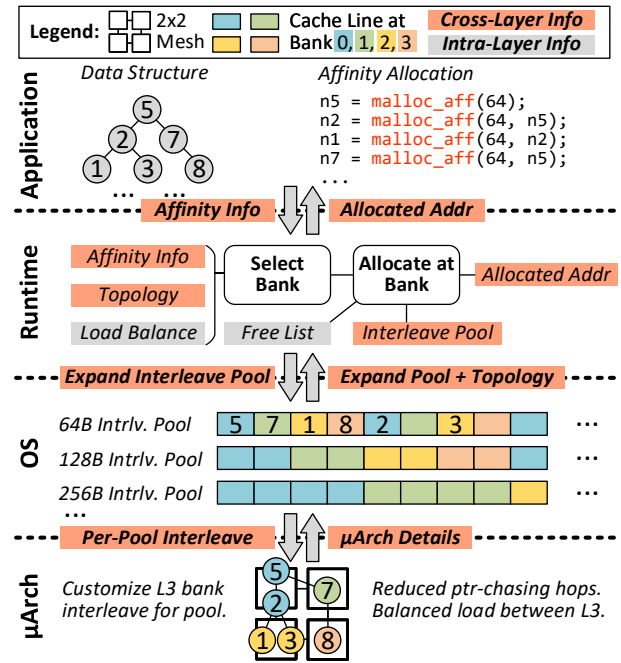 Legend: 2x2 Mesh Cache Line at Bank 0, 1, 2, 3 Cross-Layer Info Intra-Layer Info
Data Structure
5
2 7
1 3 8
... ...
Affinity Allocation
n5 = malloc_aff(64);
n2 = malloc_aff(64, n5);
n1 = malloc_aff(64, n2);
n7 = malloc_aff(64, n5);
...
Application
Affinity Info Allocated Addr
Runtime
Affinity Info
Topology
Load Balance
Select Bank
Allocate at Bank
Allocated Addr
Free List
Interleave Pool
Expand Interleave Pool Expand Pool + Topology
OS
64B Intrlv. Pool 5 7 1 8 2 3 ...
128B Intrlv. Pool ...
256B Intrlv. Pool ...
...
Per-Pool Interleave µArch Details
µArch
Customize L3 bank
interleave for pool.
5 7
2
1 3 8
Reduced ptr-chasing hops.
Balanced load between L3.